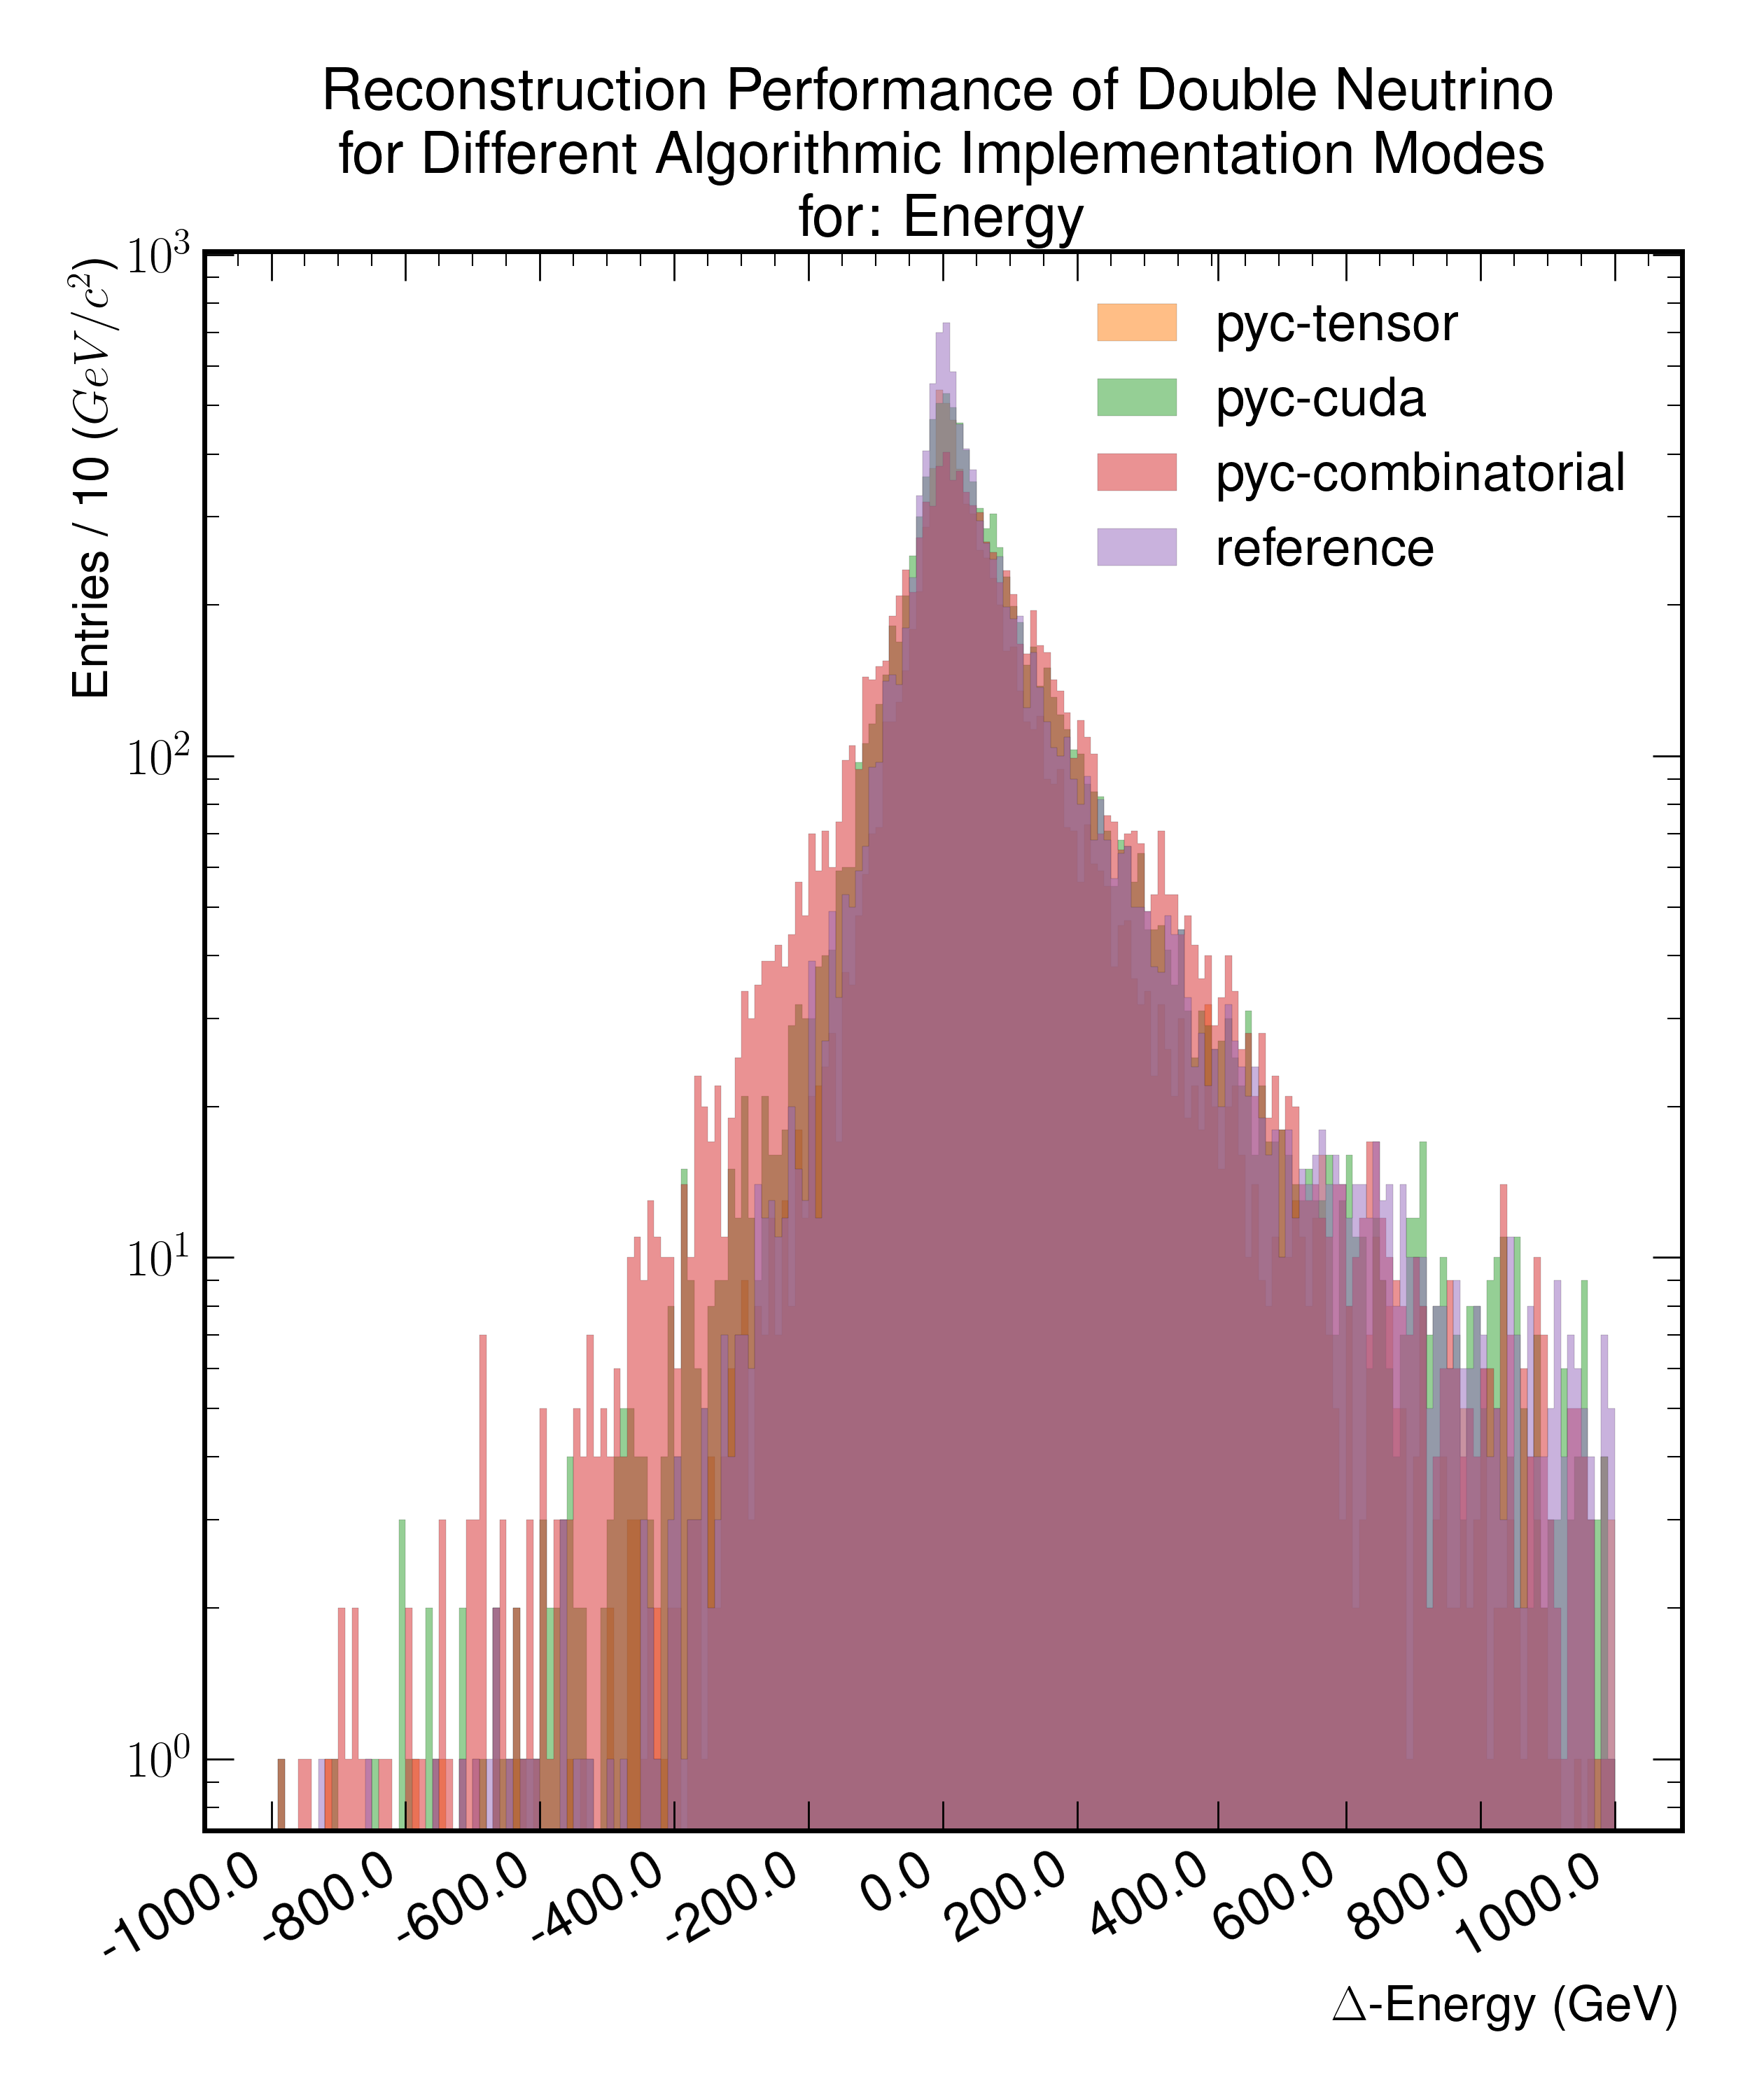 Reconstruction Performance of Double Neutrino
for Different Algorithmic Implementation Modes
for: Energy
Entries / 10 (GeV/c²)
10³
10²
10¹
10⁰
pyc-tensor
pyc-cuda
pyc-combinatorial
reference
-1000.0
-800.0
-600.0
-400.0
-200.0
0.0
200.0
400.0
600.0
800.0
1000.0
Δ-Energy (GeV)